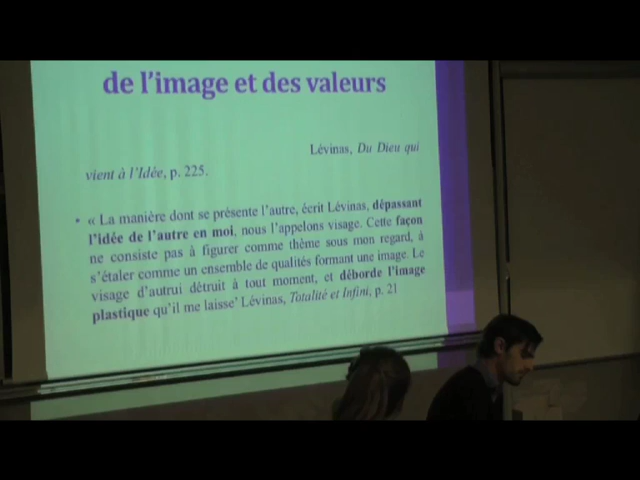 de l'image et des valeurs
Lévinas, Du Dieu qui
vient à l'Idée, p. 225.
• « La manière dont se présente l'autre, écrit Lévinas, dépassant
l'idée de l'autre en moi, nous l'appelons visage. Cette façon
ne consiste pas à figurer comme thème sous mon regard, à
s'étaler comme un ensemble de qualités formant une image. Le
visage d'autrui détruit à tout moment, et déborde l'image
plastique qu'il me laisse' Lévinas, Totalité et Infini, p. 21